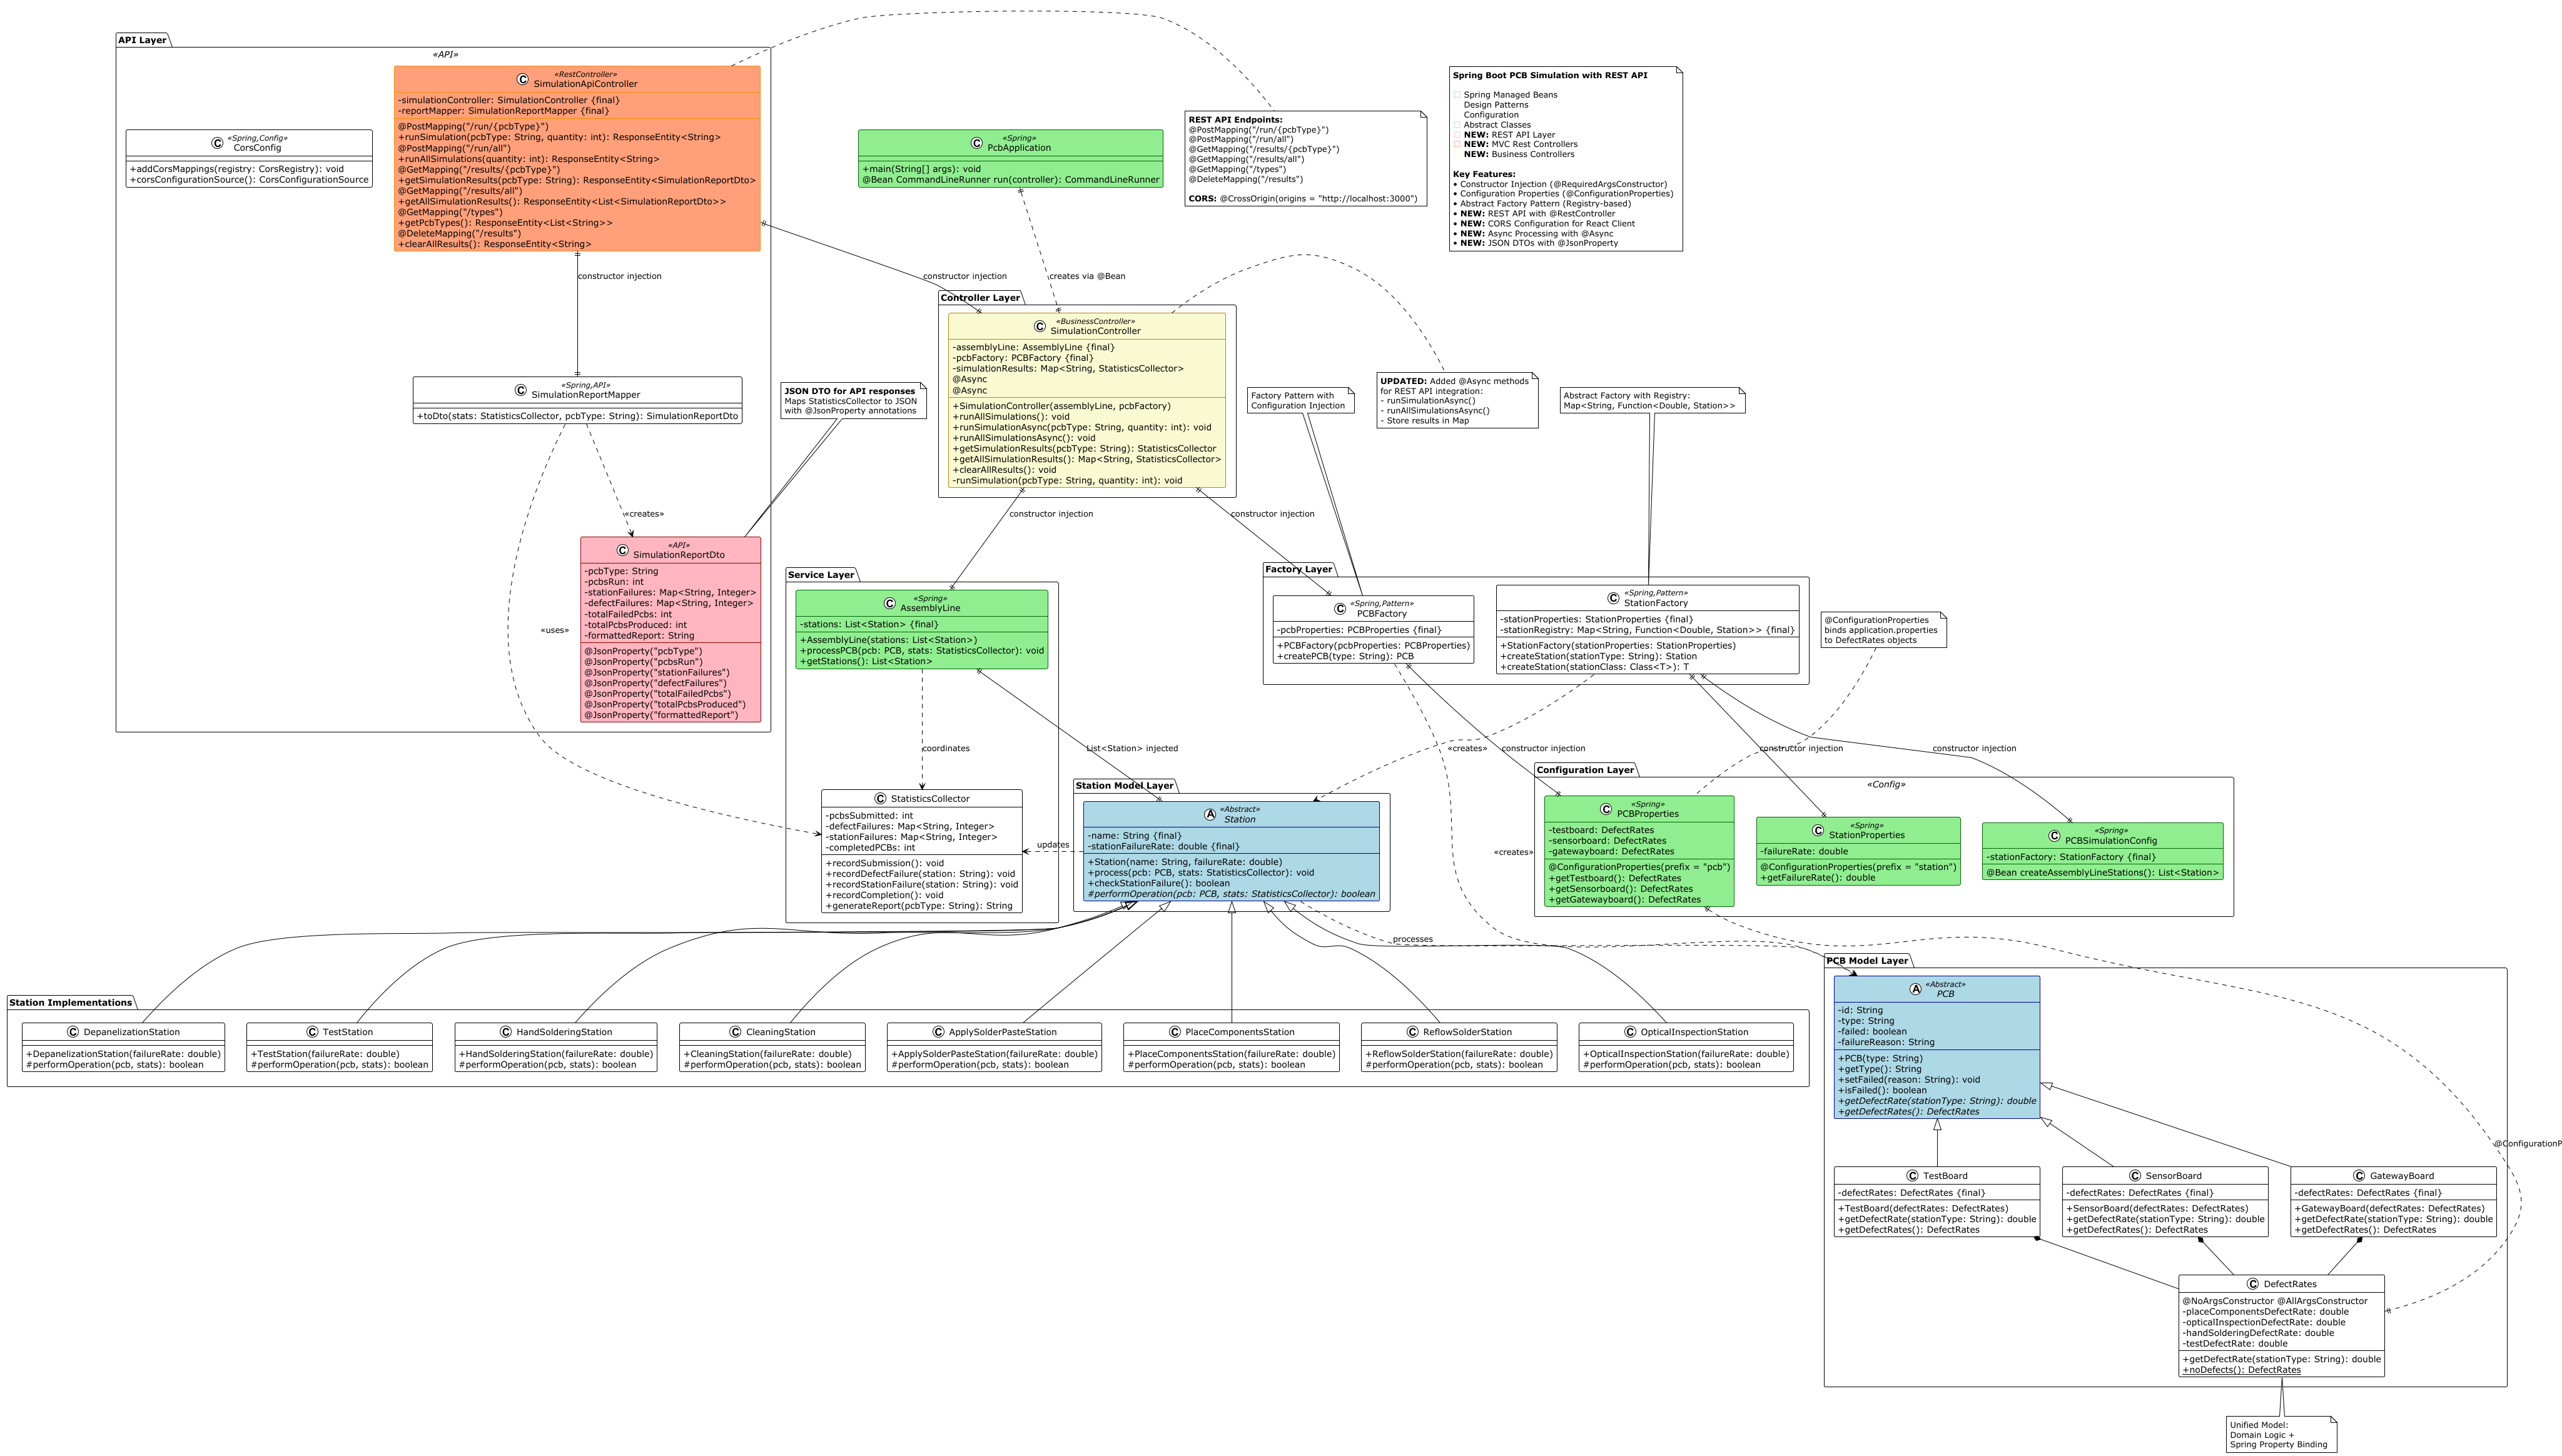 API Layer
«API»
C «RestController»
SimulationApiController
-simulationController: SimulationController {final}
-reportMapper: SimulationReportMapper {final}
@PostMapping("/run/{pcbType}")
+runSimulation(pcbType: String, quantity: int): ResponseEntity<String>
@PostMapping("/run/all")
+runAllSimulations(quantity: int): ResponseEntity<String>
@GetMapping("/results/{pcbType}")
+getSimulationResults(pcbType: String): ResponseEntity<SimulationReportDto>
@GetMapping("/results/all")
+getAllSimulationResults(): ResponseEntity<List<SimulationReportDto>>
@GetMapping("/types")
+getPcbTypes(): ResponseEntity<List<String>>
@DeleteMapping("/results")
+clearAllResults(): ResponseEntity<String>
C «Spring,Config»
CorsConfig
+addCorsMappings(registry: CorsRegistry): void
+corsConfigurationSource(): CorsConfigurationSource
C «Spring»
PcbApplication
+main(String[] args): void
@Bean CommandLineRunner run(controller): CommandLineRunner
REST API Endpoints:
@PostMapping("/run/{pcbType}")
@PostMapping("/run/all")
@GetMapping("/results/{pcbType}")
@GetMapping("/results/all")
@GetMapping("/types")
@DeleteMapping("/results")
CORS: @CrossOrigin(origins = "http://localhost:3000")
Spring Boot PCB Simulation with REST API
□ Spring Managed Beans
Design Patterns
Configuration
□ Abstract Classes
□ NEW: REST API Layer
□ NEW: MVC Rest Controllers
NEW: Business Controllers
Key Features:
• Constructor Injection (@RequiredArgsConstructor)
• Configuration Properties (@ConfigurationProperties)
• Abstract Factory Pattern (Registry-based)
• NEW: REST API with @RestController
• NEW: CORS Configuration for React Client
• NEW: Async Processing with @Async
• NEW: JSON DTOs with @JsonProperty
constructor injection
constructor injection
creates via @Bean
Controller Layer
C «BusinessController»
SimulationController
-assemblyLine: AssemblyLine {final}
-pcbFactory: PCBFactory {final}
-simulationResults: Map<String, StatisticsCollector>
@Async
@Async
+SimulationController(assemblyLine, pcbFactory)
+runAllSimulations(): void
+runSimulationAsync(pcbType: String, quantity: int): void
+runAllSimulationsAsync(): void
+getSimulationResults(pcbType: String): StatisticsCollector
+getAllSimulationResults(): Map<String, StatisticsCollector>
+clearAllResults(): void
-runSimulation(pcbType: String, quantity: int): void
C «Spring,API»
SimulationReportMapper
+toDto(stats: StatisticsCollector, pcbType: String): SimulationReportDto
JSON DTO for API responses
Maps StatisticsCollector to JSON
with @JsonProperty annotations
Factory Pattern with
Configuration Injection
UPDATED: Added @Async methods
for REST API integration:
- runSimulationAsync()
- runAllSimulationsAsync()
- Store results in Map
Abstract Factory with Registry:
Map<String, Function<Double, Station>>
«creates»
constructor injection
constructor injection
C «API»
SimulationReportDto
-pcbType: String
-pcbsRun: int
-stationFailures: Map<String, Integer>
-defectFailures: Map<String, Integer>
-totalFailedPcbs: int
-totalPcbsProduced: int
-formattedReport: String
@JsonProperty("pcbType")
@JsonProperty("pcbsRun")
@JsonProperty("stationFailures")
@JsonProperty("defectFailures")
@JsonProperty("totalFailedPcbs")
@JsonProperty("totalPcbsProduced")
@JsonProperty("formattedReport")
«uses»
Service Layer
C «Spring»
AssemblyLine
-stations: List<Station> {final}
+AssemblyLine(stations: List<Station>)
+processPCB(pcb: PCB, stats: StatisticsCollector): void
+getStations(): List<Station>
Factory Layer
C «Spring,Pattern»
PCBFactory
-pcbProperties: PCBProperties {final}
+PCBFactory(pcbProperties: PCBProperties)
+createPCB(type: String): PCB
C «Spring,Pattern»
StationFactory
-stationProperties: StationProperties {final}
-stationRegistry: Map<String, Function<Double, Station>> {final}
+StationFactory(stationProperties: StationProperties)
+createStation(stationType: String): Station
+createStation(stationClass: Class<T>): T
@ConfigurationProperties
binds application.properties
to DefectRates objects
coordinates
List<Station> injected
«creates»
constructor injection
constructor injection
constructor injection
C StatisticsCollector
-pcbsSubmitted: int
-defectFailures: Map<String, Integer>
-stationFailures: Map<String, Integer>
-completedPCBs: int
+recordSubmission(): void
+recordDefectFailure(station: String): void
+recordStationFailure(station: String): void
+recordCompletion(): void
+generateReport(pcbType: String): String
updates
Station Model Layer
A «Abstract»
Station
-name: String {final}
-stationFailureRate: double {final}
+Station(name: String, failureRate: double)
+process(pcb: PCB, stats: StatisticsCollector): void
+checkStationFailure(): boolean
#performOperation(pcb: PCB, stats: StatisticsCollector): boolean
«creates»
Configuration Layer
«Config»
C «Spring»
PCBProperties
-testboard: DefectRates
-sensorboard: DefectRates
-gatewayboard: DefectRates
@ConfigurationProperties(prefix = "pcb")
+getTestboard(): DefectRates
+getSensorboard(): DefectRates
+getGatewayboard(): DefectRates
C «Spring»
StationProperties
-failureRate: double
@ConfigurationProperties(prefix = "station")
+getFailureRate(): double
C «Spring»
PCBSimulationConfig
-stationFactory: StationFactory {final}
@Bean createAssemblyLineStations(): List<Station>
processes
Station Implementations
C DepanelizationStation
+DepanelizationStation(failureRate: double)
#performOperation(pcb, stats): boolean
C TestStation
+TestStation(failureRate: double)
#performOperation(pcb, stats): boolean
C HandSolderingStation
+HandSolderingStation(failureRate: double)
#performOperation(pcb, stats): boolean
C CleaningStation
+CleaningStation(failureRate: double)
#performOperation(pcb, stats): boolean
C ApplySolderPasteStation
+ApplySolderPasteStation(failureRate: double)
#performOperation(pcb, stats): boolean
C PlaceComponentsStation
+PlaceComponentsStation(failureRate: double)
#performOperation(pcb, stats): boolean
C ReflowSolderStation
+ReflowSolderStation(failureRate: double)
#performOperation(pcb, stats): boolean
C OpticalInspectionStation
+OpticalInspectionStation(failureRate: double)
#performOperation(pcb, stats): boolean
PCB Model Layer
A «Abstract»
PCB
-id: String
-type: String
-failed: boolean
-failureReason: String
+PCB(type: String)
+getType(): String
+setFailed(reason: String): void
+isFailed(): boolean
+getDefectRate(stationType: String): double
+getDefectRates(): DefectRates
@ConfigurationP
C TestBoard
-defectRates: DefectRates {final}
+TestBoard(defectRates: DefectRates)
+getDefectRate(stationType: String): double
+getDefectRates(): DefectRates
C SensorBoard
-defectRates: DefectRates {final}
+SensorBoard(defectRates: DefectRates)
+getDefectRate(stationType: String): double
+getDefectRates(): DefectRates
C GatewayBoard
-defectRates: DefectRates {final}
+GatewayBoard(defectRates: DefectRates)
+getDefectRate(stationType: String): double
+getDefectRates(): DefectRates
C DefectRates
@NoArgsConstructor @AllArgsConstructor
-placeComponentsDefectRate: double
-opticalInspectionDefectRate: double
-handSolderingDefectRate: double
-testDefectRate: double
+getDefectRate(stationType: String): double
+noDefects(): DefectRates
Unified Model:
Domain Logic +
Spring Property Binding